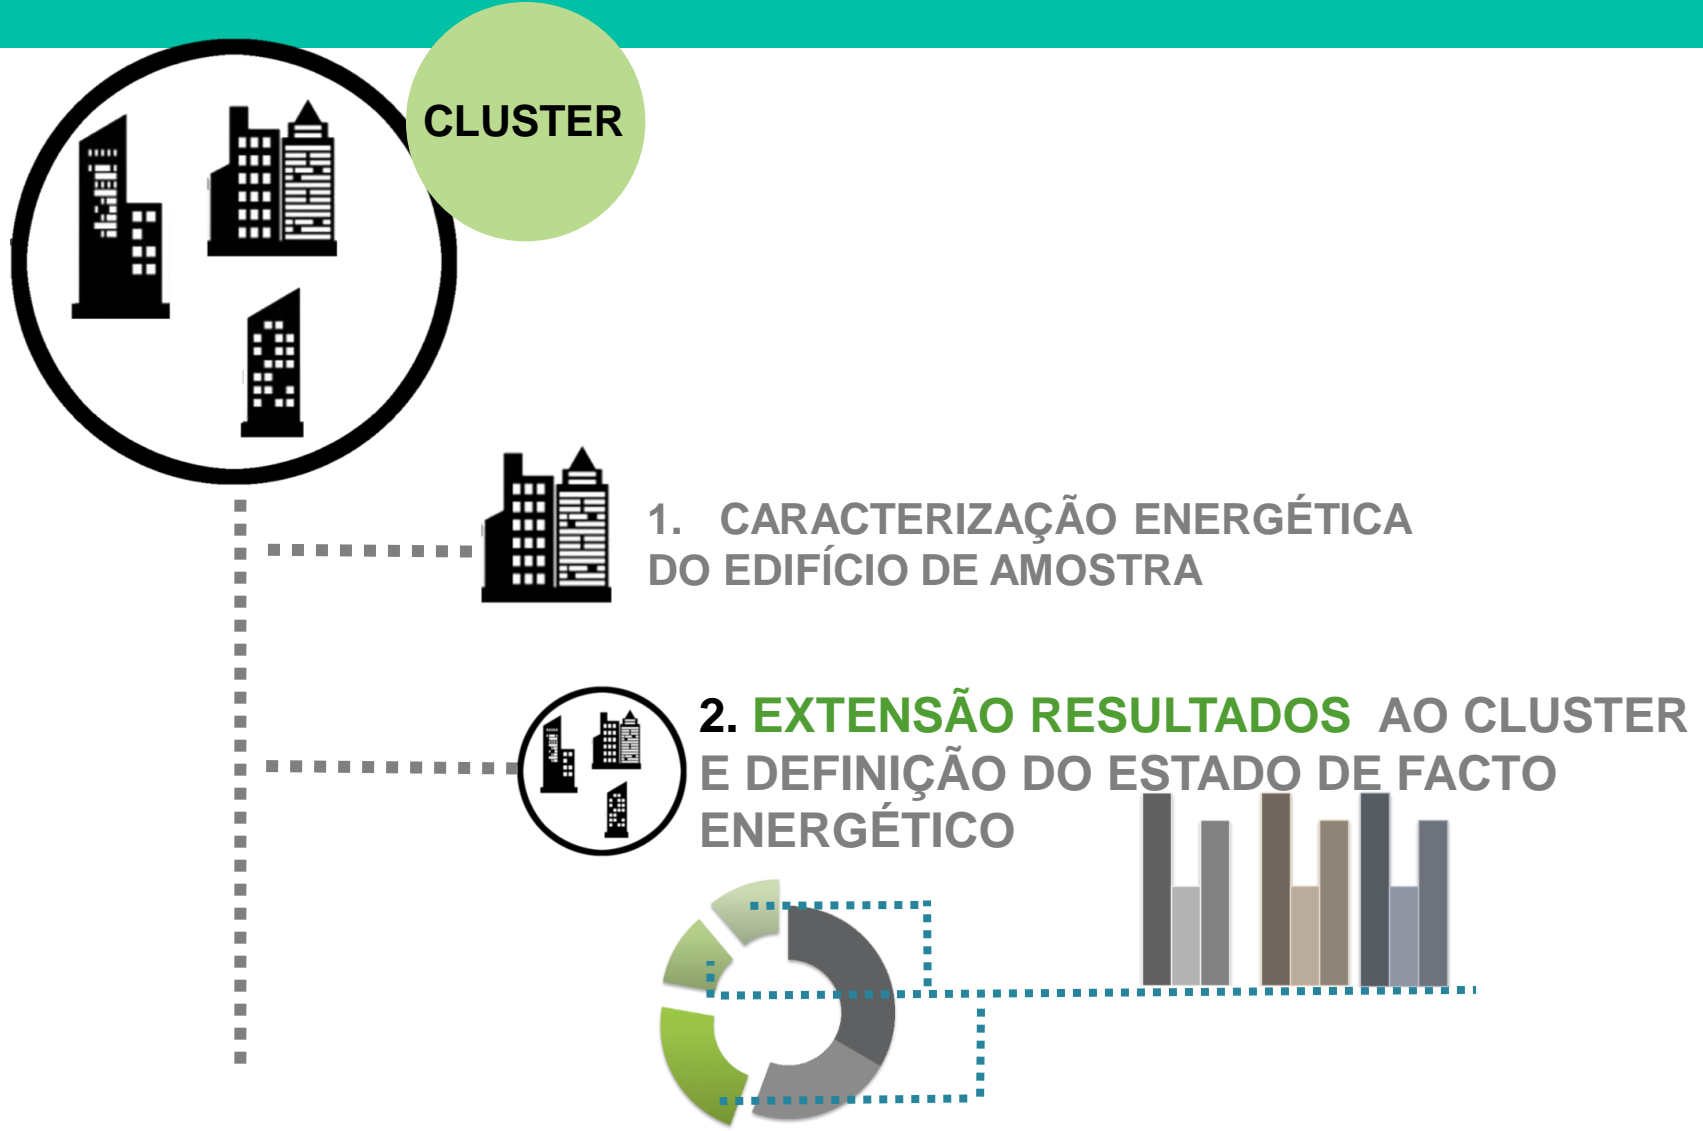 CLUSTER
1. CARACTERIZAÇÃO ENERGÉTICA
DO EDIFÍCIO DE AMOSTRA
2. EXTENSÃO RESULTADOS AO CLUSTER
E DEFINIÇÃO DO ESTADO DE FACTO
ENERGÉTICO